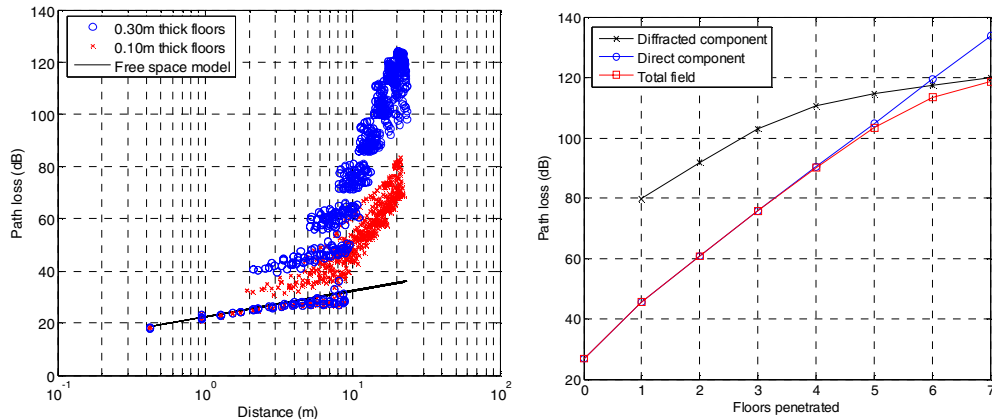 0.30m thick floors
0.10m thick floors
Free space model
Path loss (dB)
120
100
80
60
40
20
0
10^-1
10^0
10^1
10^2
Distance (m)
Diffracted component
Direct component
Total field
Path loss (dB)
140
120
100
80
60
40
20
0
1
2
3
4
5
6
7
Floors penetrated